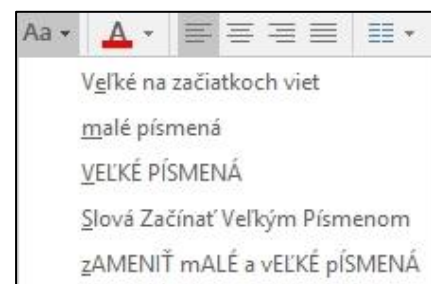 Aa A
Veľké na začiatkoch viet
malé písmená
VEĽKÉ PÍSMENÁ
Slová Začínať Veľkým Písmenom
zAMENIŤ mALÉ a vEĽKÉ pÍSMENÁ